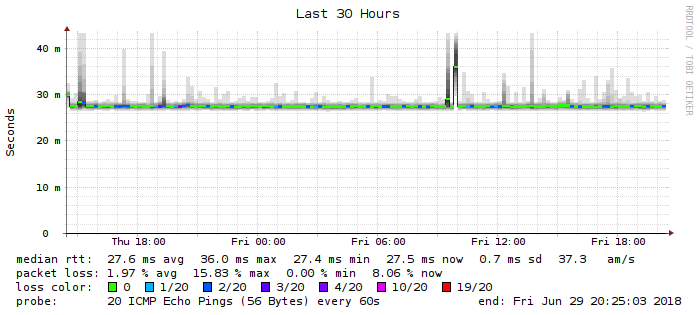 Last 30 Hours
RRDTOOL / TOBI OETIKER
Seconds
40 m
30 m
20 m
10 m
0
Thu 18:00 Fri 00:00 Fri 06:00 Fri 12:00 Fri 18:00
median rtt: 27.6 ms avg 36.0 ms max 27.4 ms min 27.5 ms now 0.7 ms sd 37.3 am/s
packet loss: 1.97 % avg 15.83 % max 0.00 % min 8.06 % now
loss color: 0 1/20 2/20 3/20 4/20 10/20 19/20
probe: 20 ICMP Echo Pings (56 Bytes) every 60s end: Fri Jun 29 20:25:03 2018